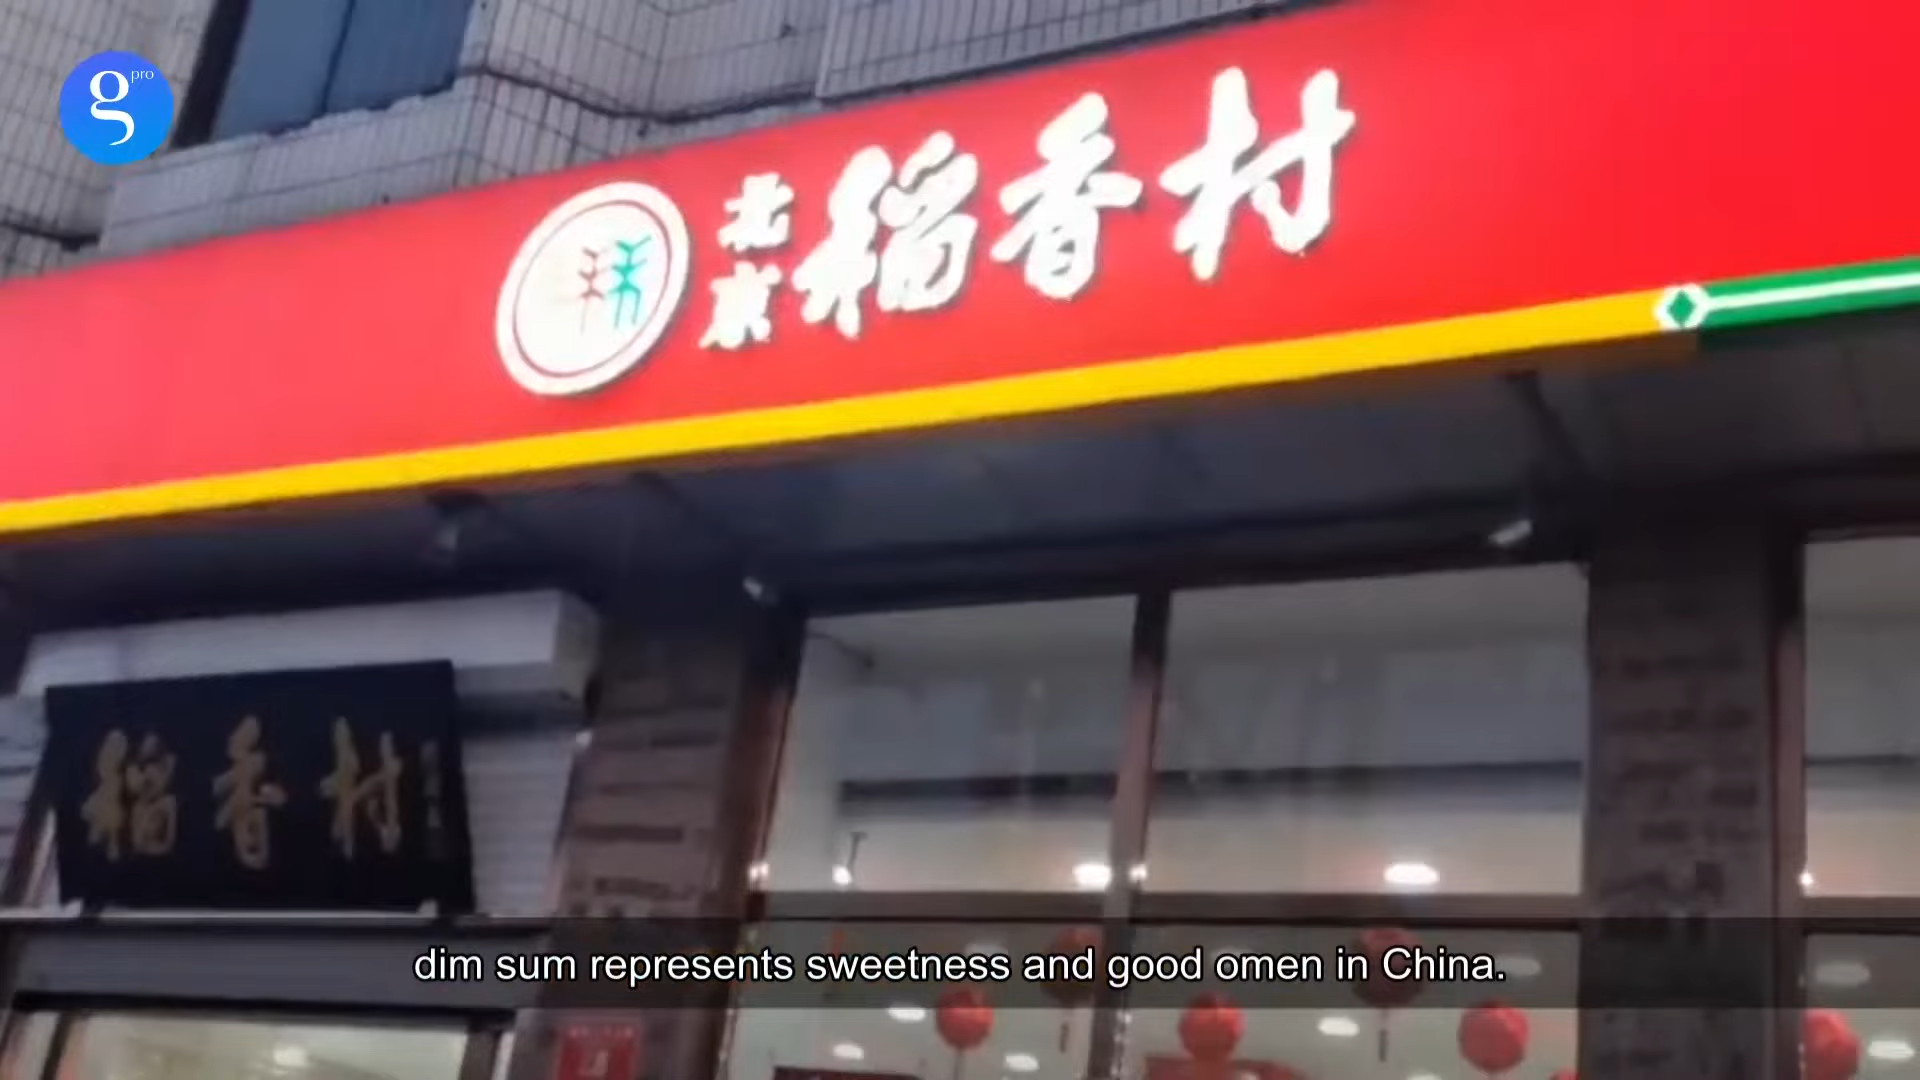 g pro
北京
稻香村
稻香村
dim sum represents sweetness and good omen in China.